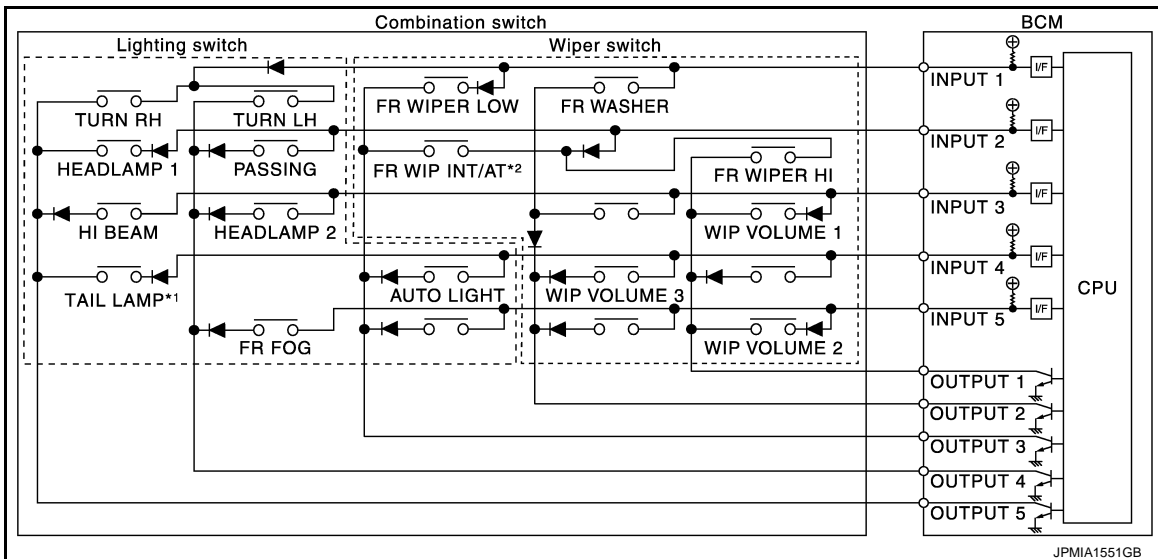 Combination switch
BCM
Lighting switch
Wiper switch
TURN RH
TURN LH
FR WIPER LOW
FR WASHER
INPUT 1
I/F
HEADLAMP 1
PASSING
FR WIP INT/AT*2
FR WIPER HI
INPUT 2
I/F
HI BEAM
HEADLAMP 2
WIP VOLUME 1
INPUT 3
I/F
TAIL LAMP*1
AUTO LIGHT
WIP VOLUME 3
INPUT 4
I/F
CPU
FR FOG
WIP VOLUME 2
INPUT 5
I/F
OUTPUT 1
OUTPUT 2
OUTPUT 3
OUTPUT 4
OUTPUT 5
JPMIA1551GB